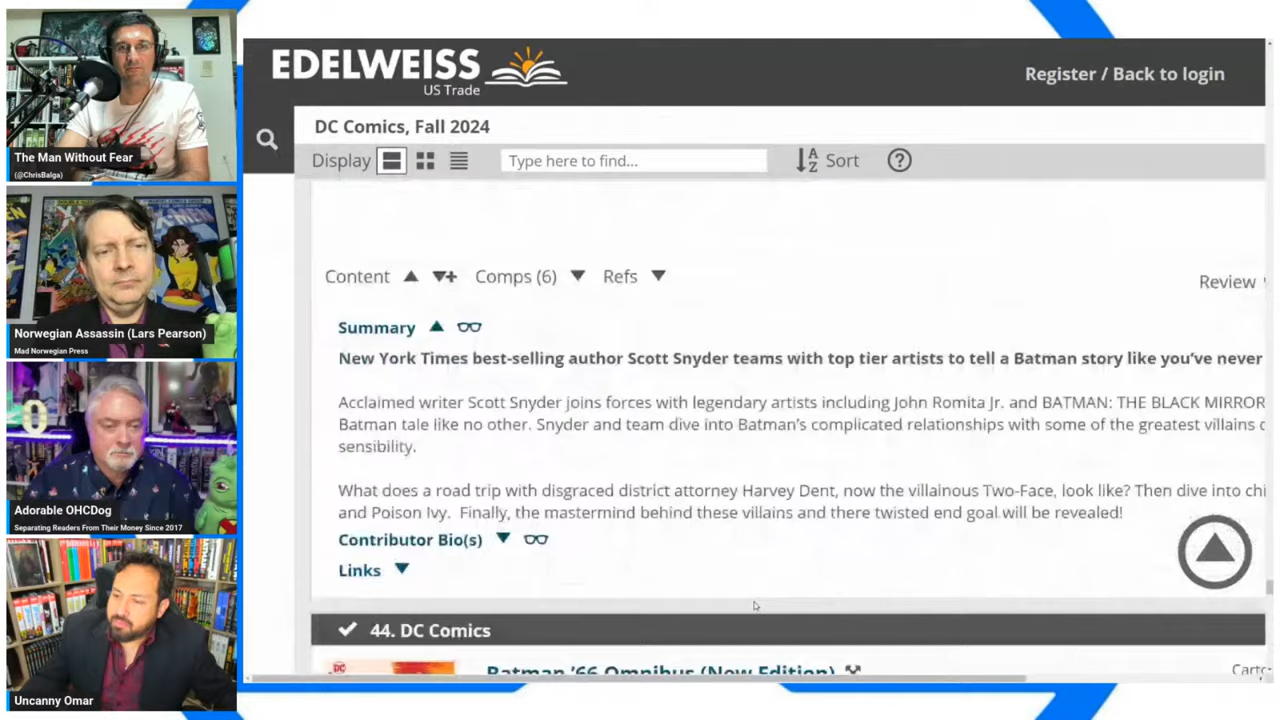 The Man Without Fear
(@ChrisBalga)
Norwegian Assassin (Lars Pearson)
Mad Norwegian Press
Adorable OHCDog
Separating Readers From Their Money Since 2017
Uncanny Omar
EDELWEISS
US Trade
Register / Back to login
DC Comics, Fall 2024
Display
Type here to find...
A
Z
Sort
?
Content
Comps (6)
Refs
Review
Summary
New York Times best-selling author Scott Snyder teams with top tier artists to tell a Batman story like you’ve never
Acclaimed writer Scott Snyder joins forces with legendary artists including John Romita Jr. and BATMAN: THE BLACK MIRROR
Batman tale like no other. Snyder and team dive into Batman’s complicated relationships with some of the greatest villains
sensibility.
What does a road trip with disgraced district attorney Harvey Dent, now the villainous Two-Face, look like? Then dive into chi
and Poison Ivy. Finally, the mastermind behind these villains and there twisted end goal will be revealed!
Contributor Bio(s)
Links
44. DC Comics
DC
Batman ’66 Omnibus (New Edition)